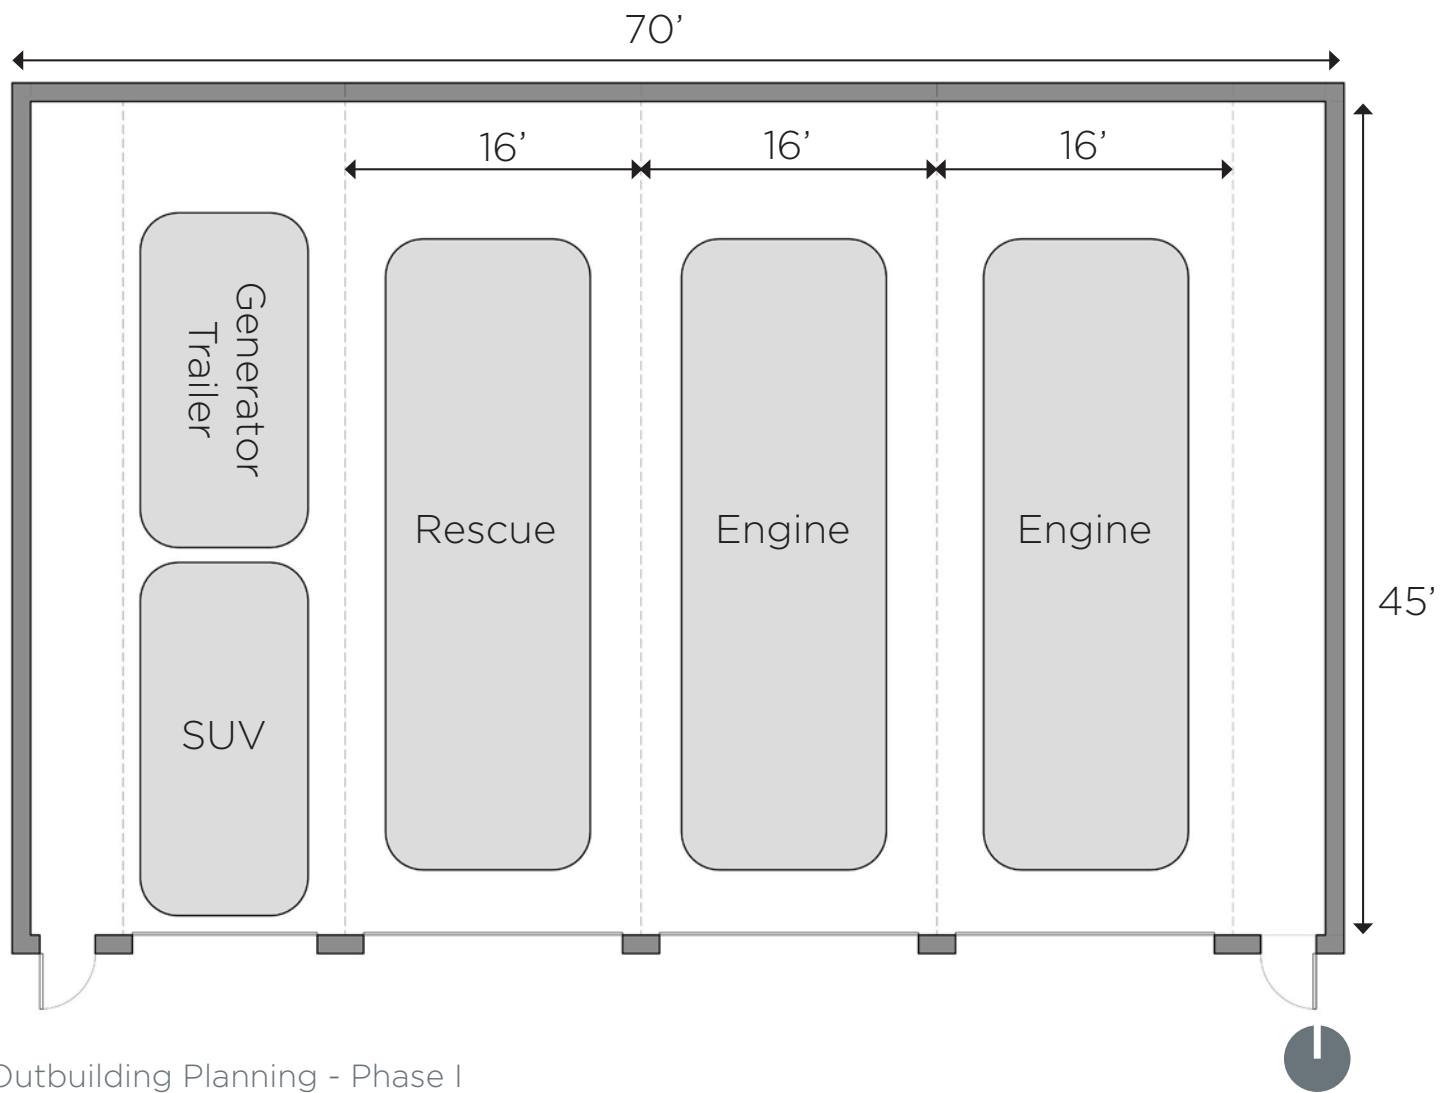 70’
16’
16’
16’
Generator
Trailer
Rescue
Engine
Engine
45’
SUV
Outbuilding Planning - Phase I